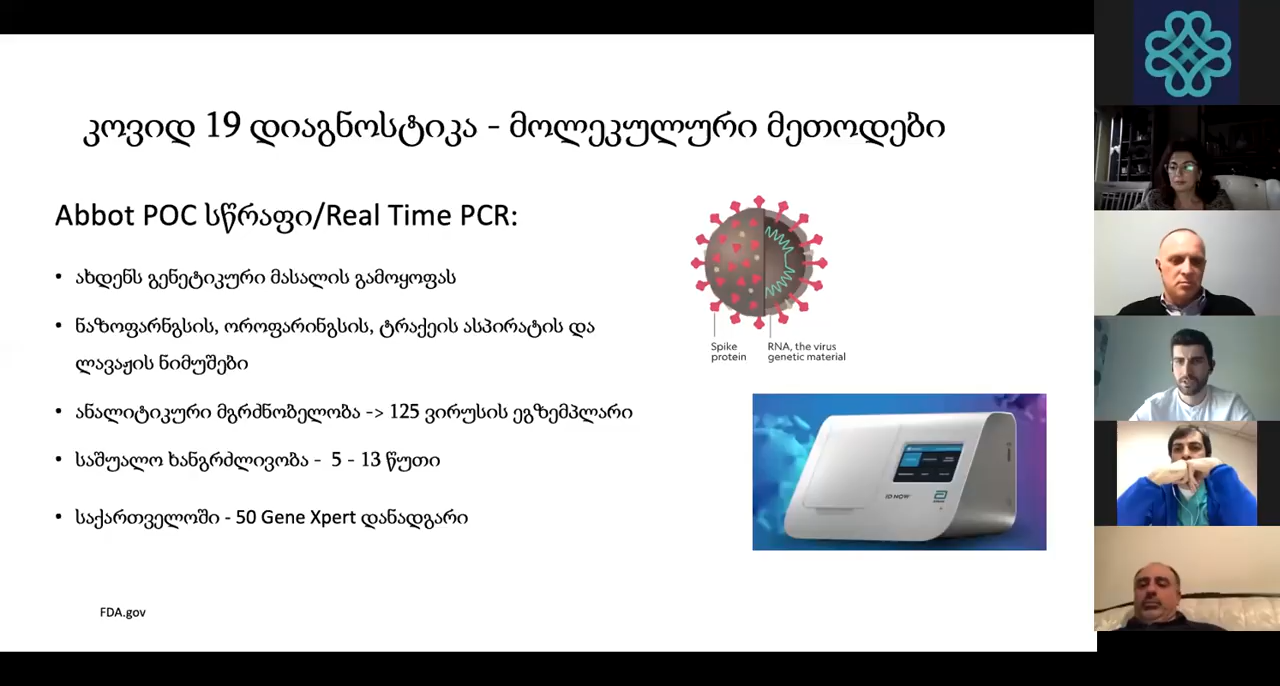 კოვიდ 19 დიაგნოსტიკა - მოლეკულური მეთოდები
Abbot POC სწრაფი/Real Time PCR:
• ახდენს გენეტიკური მასალის გამოყოფას
• ნაზოფარნგსის, ოროფარინგსის, ტრაქეის ასპირატის და
ლავაჟის ნიმუშები
• ანალიტიკური მგრძნობელობა -> 125 ვირუსის ეგზემპლარი
• საშუალო ხანგრძლივობა - 5 - 13 წუთი
• საქართველოში - 50 Gene Xpert დანადგარი
Spike
protein
RNA, the virus
genetic material
ID NOW
FDA.gov